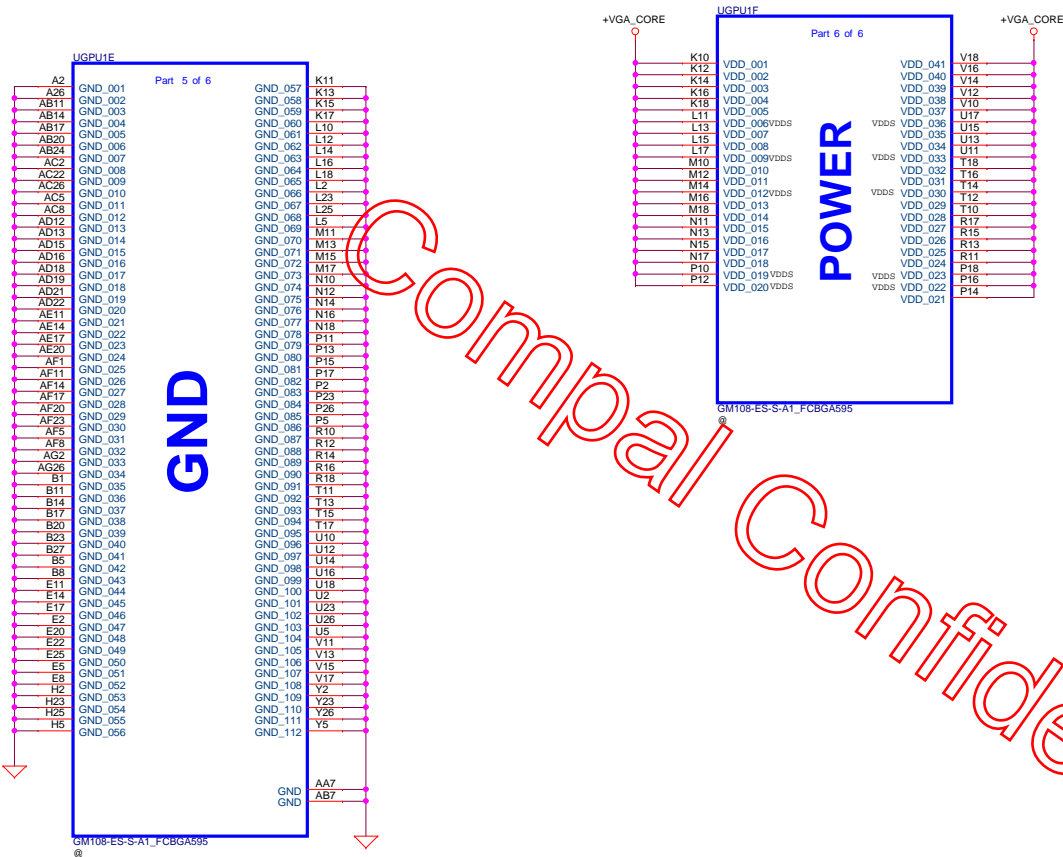 UGPU1E
Part 5 of 6
A2 GND_001 GND_057 K11
A26 GND_002 GND_058 K13
AB11 GND_003 GND_059 K15
AB14 GND_004 GND_060 K17
AB17 GND_005 GND_061 L10
AB20 GND_006 GND_062 L12
AB24 GND_007 GND_063 L14
AC2 GND_008 GND_064 L16
AC22 GND_009 GND_065 L18
AC26 GND_010 GND_066 L2
AC5 GND_011 GND_067 L23
AC8 GND_012 GND_068 L25
AD12 GND_013 GND_069 L5
AD13 GND_014 GND_070 M11
AD15 GND_015 GND_071 M13
AD16 GND_016 GND_072 M15
AD18 GND_017 GND_073 M17
AD19 GND_018 GND_074 N10
AD21 GND_019 GND_075 N12
AD22 GND_020 GND_076 N14
AE11 GND_021 GND_077 N16
AE14 GND_022 GND_078 N18
AE17 GND_023 GND_079 P11
AE20 GND_024 GND_080 P13
AF1 GND_025 GND_081 P15
AF11 GND_026 GND_082 P17
AF14 GND_027 GND_083 P2
AF17 GND_028 GND_084 P23
AF20 GND_029 GND_085 P26
AF23 GND_030 GND_086 P5
AF5 GND_031 GND_087 R10
AF8 GND_032 GND_088 R12
AG2 GND_033 GND_089 R14
AG26 GND_034 GND_090 R16
B1 GND_035 GND_091 R18
B11 GND_036 GND_092 T11
B14 GND_037 GND_093 T13
B17 GND_038 GND_094 T15
B20 GND_039 GND_095 T17
B23 GND_040 GND_096 U10
B27 GND_041 GND_097 U12
B5 GND_042 GND_098 U14
B8 GND_043 GND_099 U16
E11 GND_044 GND_100 U18
E14 GND_045 GND_101 U2
E17 GND_046 GND_102 U23
E2 GND_047 GND_103 U26
E20 GND_048 GND_104 U5
E22 GND_049 GND_105 V11
E25 GND_050 GND_106 V13
E5 GND_051 GND_107 V15
E8 GND_052 GND_108 V17
H2 GND_053 GND_109 Y2
H23 GND_054 GND_110 Y23
H25 GND_055 GND_111 Y26
H5 GND_056 GND_112 Y5
GND AA7
GND AB7
GND
GM108-ES-S-A1_FCBGA595
@
UGPU1F
+VGA_CORE +VGA_CORE
Part 6 of 6
K10 VDD_001 VDD_041 V18
K12 VDD_002 VDD_040 V16
K14 VDD_003 VDD_039 V14
K16 VDD_004 VDD_038 V12
K18 VDD_005 VDD_037 V10
L11 VDD_006 VDDS VDDS VDD_036 U17
L13 VDD_007 VDD_035 U15
L15 VDD_008 VDD_034 U13
L17 VDD_009 VDDS VDDS VDD_033 U11
M10 VDD_010 VDD_032 T18
M12 VDD_011 VDD_031 T16
M14 VDD_012 VDDS VDDS VDD_030 T14
M16 VDD_013 VDD_029 T12
M18 VDD_014 VDD_028 T10
N11 VDD_015 VDD_027 R17
N13 VDD_016 VDD_026 R15
N15 VDD_017 VDD_025 R13
N17 VDD_018 VDD_024 R11
P10 VDD_019 VDDS VDDS VDD_023 P18
P12 VDD_020 VDDS VDDS VDD_022 P16
VDD_021 P14
POWER
GM108-ES-S-A1_FCBGA595
@
Compal Confide